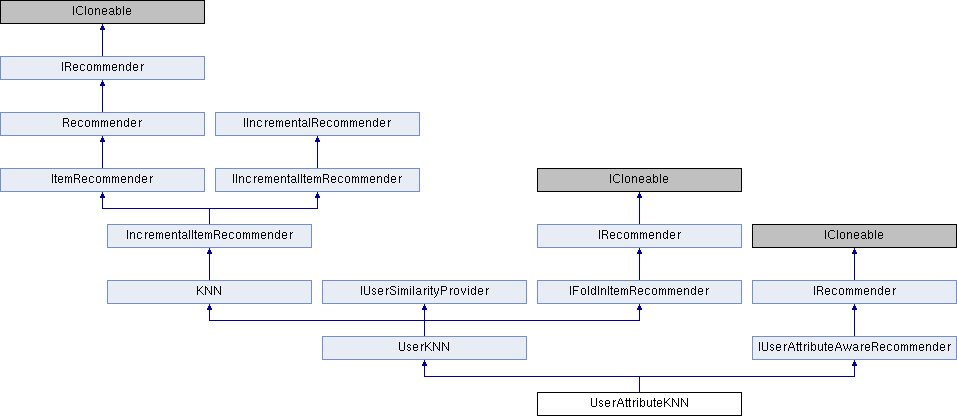 ICloneable
IRecommender
Recommender
IIncrementalRecommender
ItemRecommender
IIncrementalItemRecommender
ICloneable
IncrementalItemRecommender
IRecommender
ICloneable
KNN
IUserSimilarityProvider
IFoldInItemRecommender
IRecommender
UserKNN
IUserAttributeAwareRecommender
UserAttributeKNN